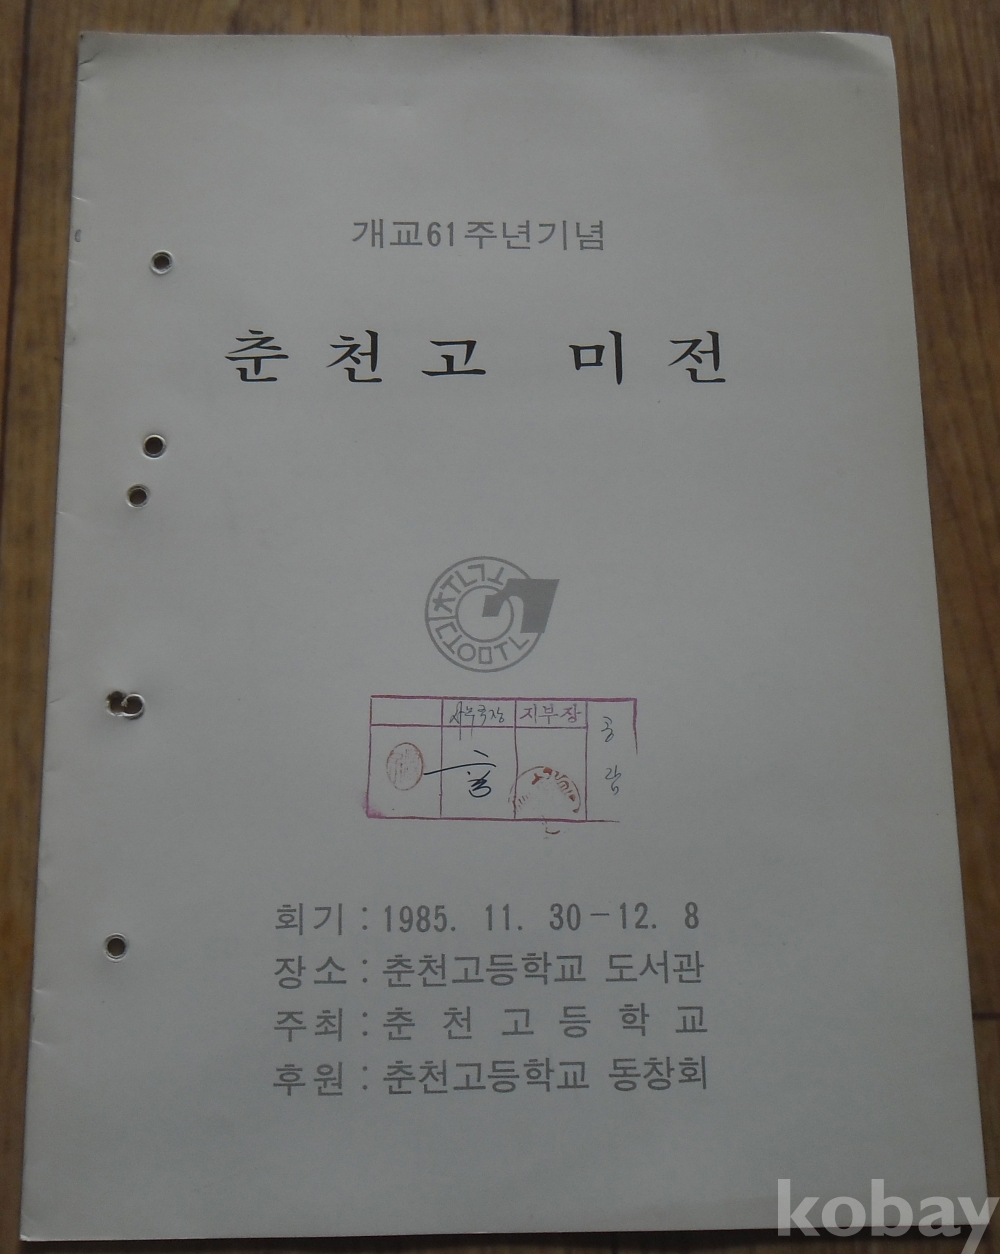 개교61주년기념
춘천고 미전
사무국장 지부장 공람
회기 : 1985. 11. 30 - 12. 8
장소 : 춘천고등학교 도서관
주최 : 춘천고등학교
후원 : 춘천고등학교 동창회
kobay